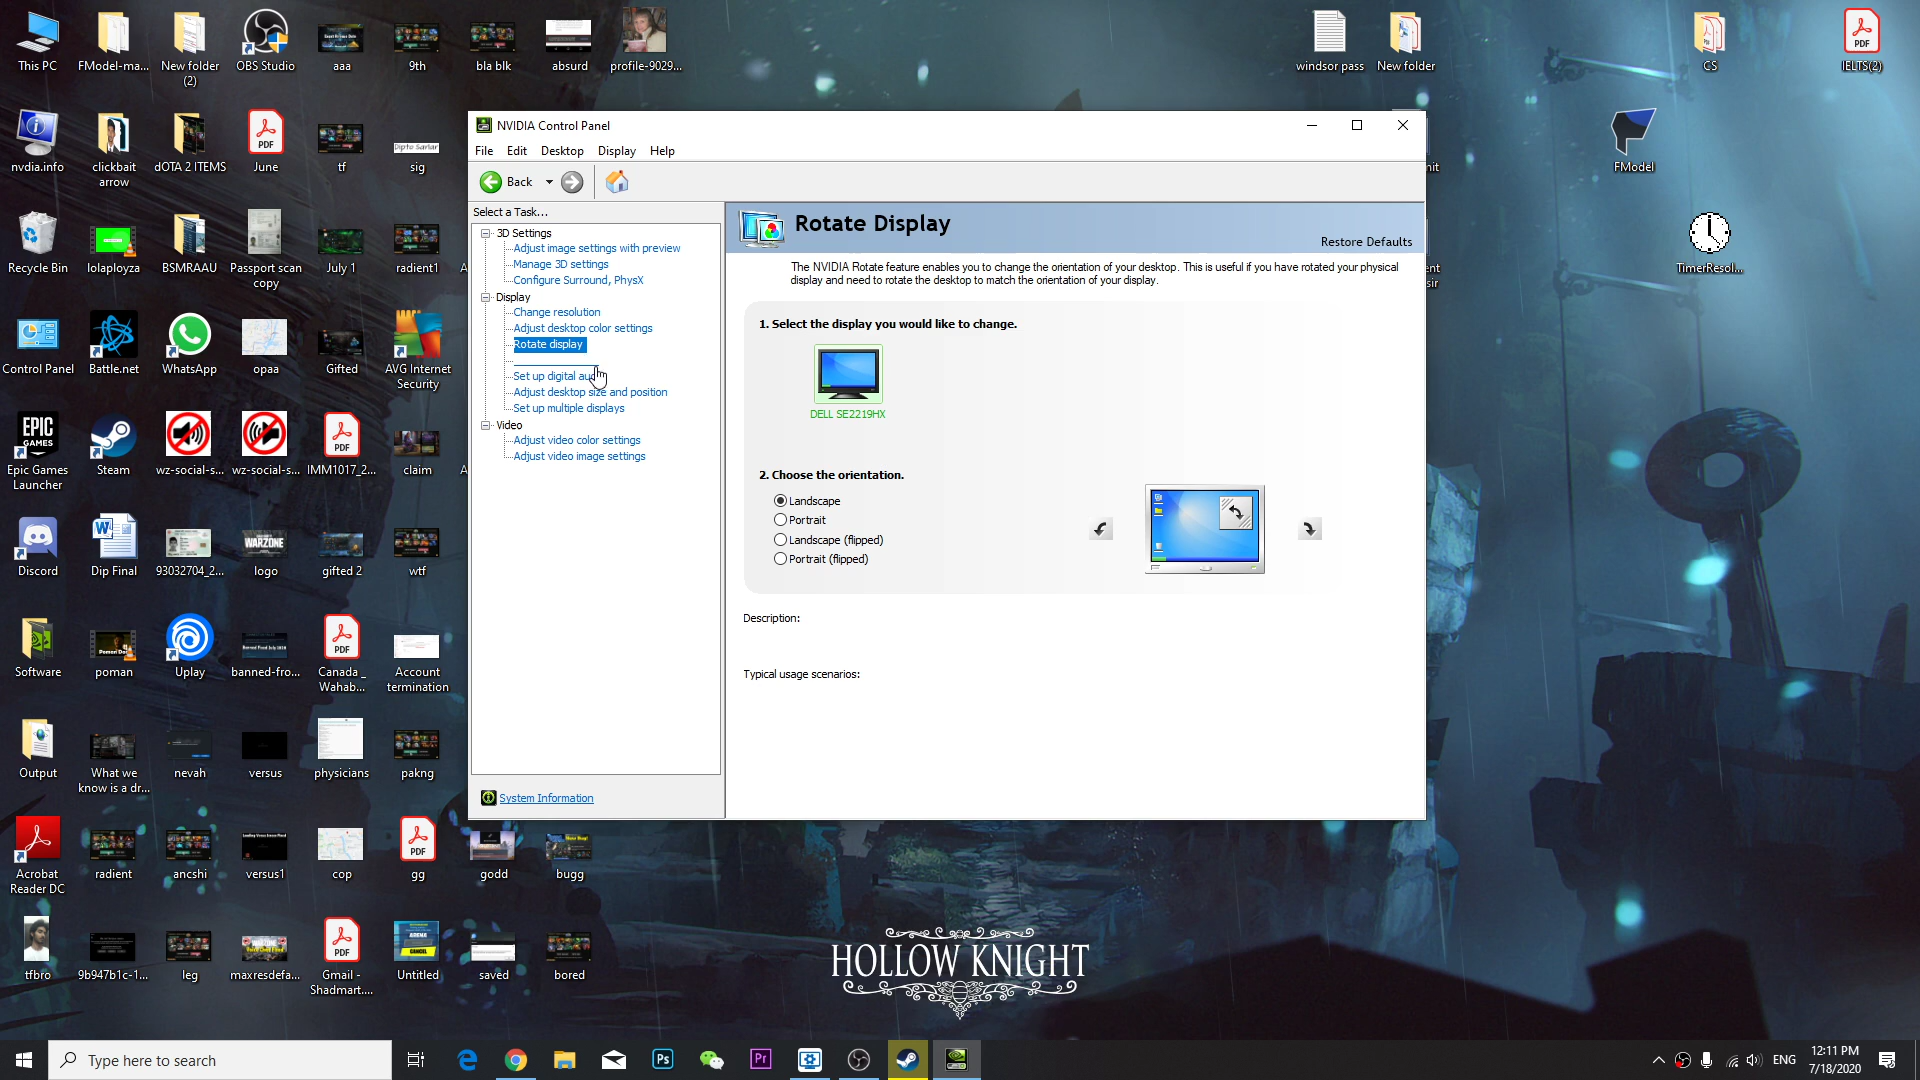 This PC
FModel-ma...
New folder
(2)
OBS Studio
aaa
9th
bla blk
absurd
profile-9029...
windsor pass
New folder
CS
IELTS(2)
nvdia.info
clickbait
arrow
dOTA 2 ITEMS
June
tf
sig
FModel
Recycle Bin
lolaployza
BSMRAAU
Passport scan
copy
July 1
radient1
TimerResol...
Control Panel
Battle.net
WhatsApp
opaa
Gifted
AVG Internet
Security
Epic Games
Launcher
Steam
wz-social-s...
wz-social-s...
IMM1017_2...
claim
Discord
Dip Final
93032704_2...
logo
gifted 2
wtf
Software
poman
Uplay
banned-fro...
Canada _
Wahab...
Account
termination
Output
What we
know is a dr...
nevah
versus
physicians
pakng
Acrobat
Reader DC
radient
ancshi
versus1
cop
gg
godd
bugg
tfbro
9b947b1c-1...
leg
maxresdefa...
Gmail -
Shadmart....
Untitled
saved
bored
NVIDIA Control Panel
File Edit Desktop Display Help
Back
Select a Task...
3D Settings
Adjust image settings with preview
Manage 3D settings
Configure Surround, PhysX
Display
Change resolution
Adjust desktop color settings
Rotate display
Set up digital au
Adjust desktop size and position
Set up multiple displays
Video
Adjust video color settings
Adjust video image settings
System Information
Rotate Display
Restore Defaults
The NVIDIA Rotate feature enables you to change the orientation of your desktop. This is useful if you have rotated your physical
display and need to rotate the desktop to match the orientation of your display.
1. Select the display you would like to change.
DELL SE2219HX
2. Choose the orientation.
Landscape
Portrait
Landscape (flipped)
Portrait (flipped)
Description:
Typical usage scenarios:
HOLLOW KNIGHT
Type here to search
ENG
12:11 PM
7/18/2020